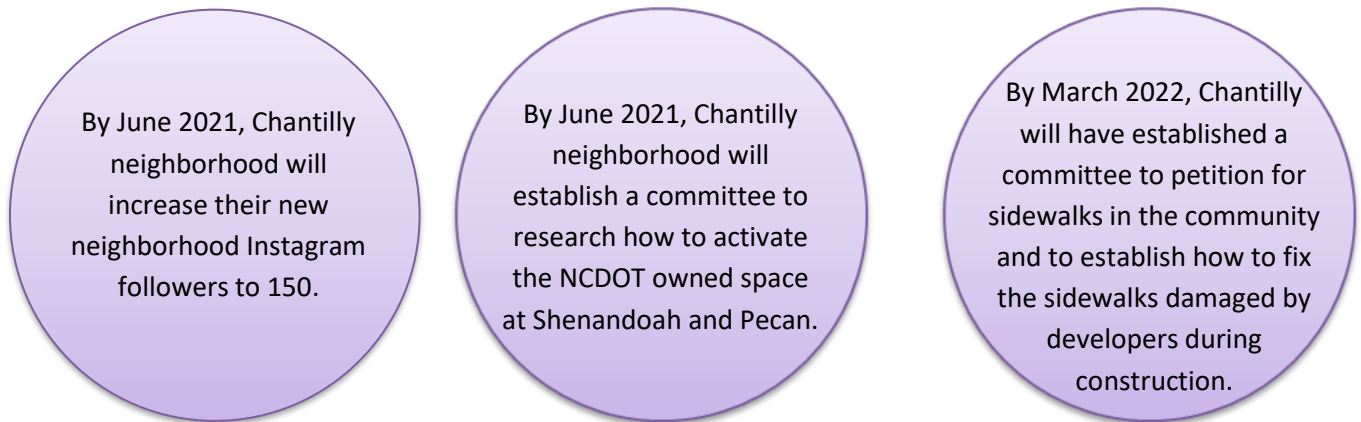 By June 2021, Chantilly
neighborhood will
increase their new
neighborhood Instagram
followers to 150.
By June 2021, Chantilly
neighborhood will
establish a committee to
research how to activate
the NCDOT owned space
at Shenandoah and Pecan.
By March 2022, Chantilly
will have established a
committee to petition for
sidewalks in the community
and to establish how to fix
the sidewalks damaged by
developers during
construction.